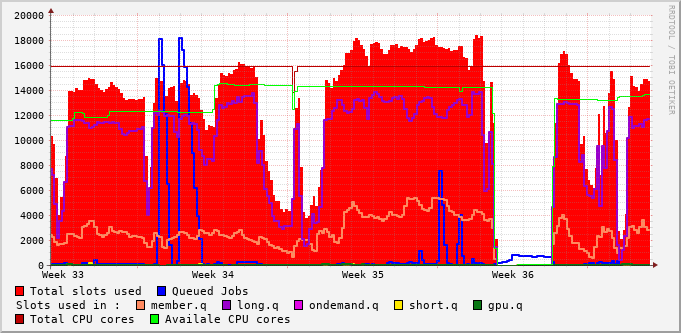 20000
18000
16000
14000
12000
10000
8000
6000
4000
2000
0
Week 33 Week 34 Week 35 Week 36
Total slots used Queued Jobs
Slots used in : member.q long.q ondemand.q short.q gpu.q
Total CPU cores Availale CPU cores
RRDTOOL / TOBI OETIKER